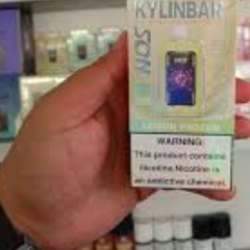 KYLINBAR
WARNING:
This product contains
nicotine.Nicotine is
an addictive chemical.